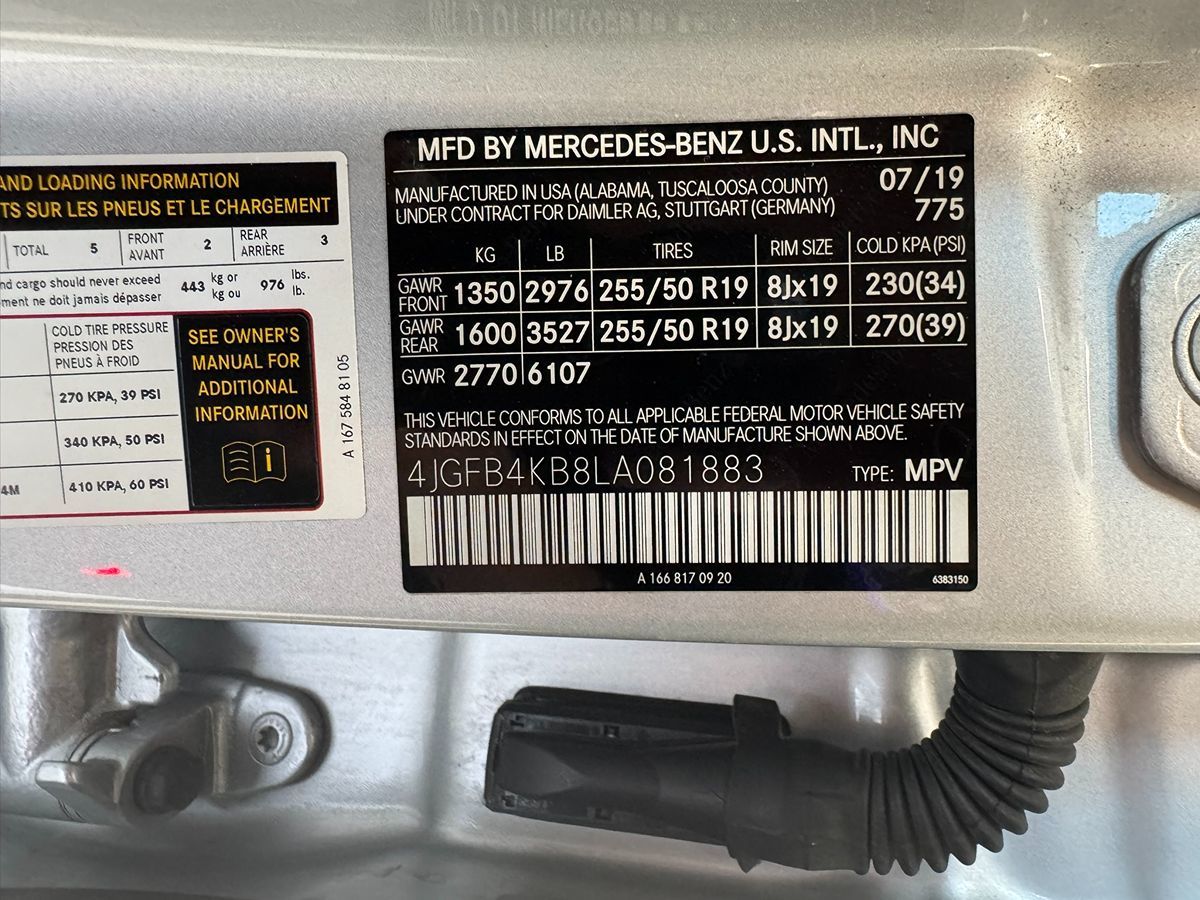 AND LOADING INFORMATION
TS SUR LES PNEUS ET LE CHARGEMENT
TOTAL 5 FRONT AVANT 2 REAR ARRIÈRE 3
nd cargo should never exceed
ement ne doit jamais dépasser
443 kg or kg ou 976 lbs. lb.
COLD TIRE PRESSURE
PRESSION DES
PNEUS À FROID
270 KPA, 39 PSI
340 KPA, 50 PSI
4M 410 KPA, 60 PSI
SEE OWNER'S
MANUAL FOR
ADDITIONAL
INFORMATION
i
A 167 584 81 05
MFD BY MERCEDES-BENZ U.S. INTL., INC
MANUFACTURED IN USA (ALABAMA, TUSCALOOSA COUNTY) 07/19
UNDER CONTRACT FOR DAIMLER AG, STUTTGART (GERMANY) 775
KG LB TIRES RIM SIZE COLD KPA (PSI)
GAWR FRONT 1350 2976 255/50 R19 8Jx19 230(34)
GAWR REAR 1600 3527 255/50 R19 8Jx19 270(39)
GVWR 2770 6107
THIS VEHICLE CONFORMS TO ALL APPLICABLE FEDERAL MOTOR VEHICLE SAFETY
STANDARDS IN EFFECT ON THE DATE OF MANUFACTURE SHOWN ABOVE.
4JGFB4KB8LA081883 TYPE: MPV
A 166 817 09 20 6383150